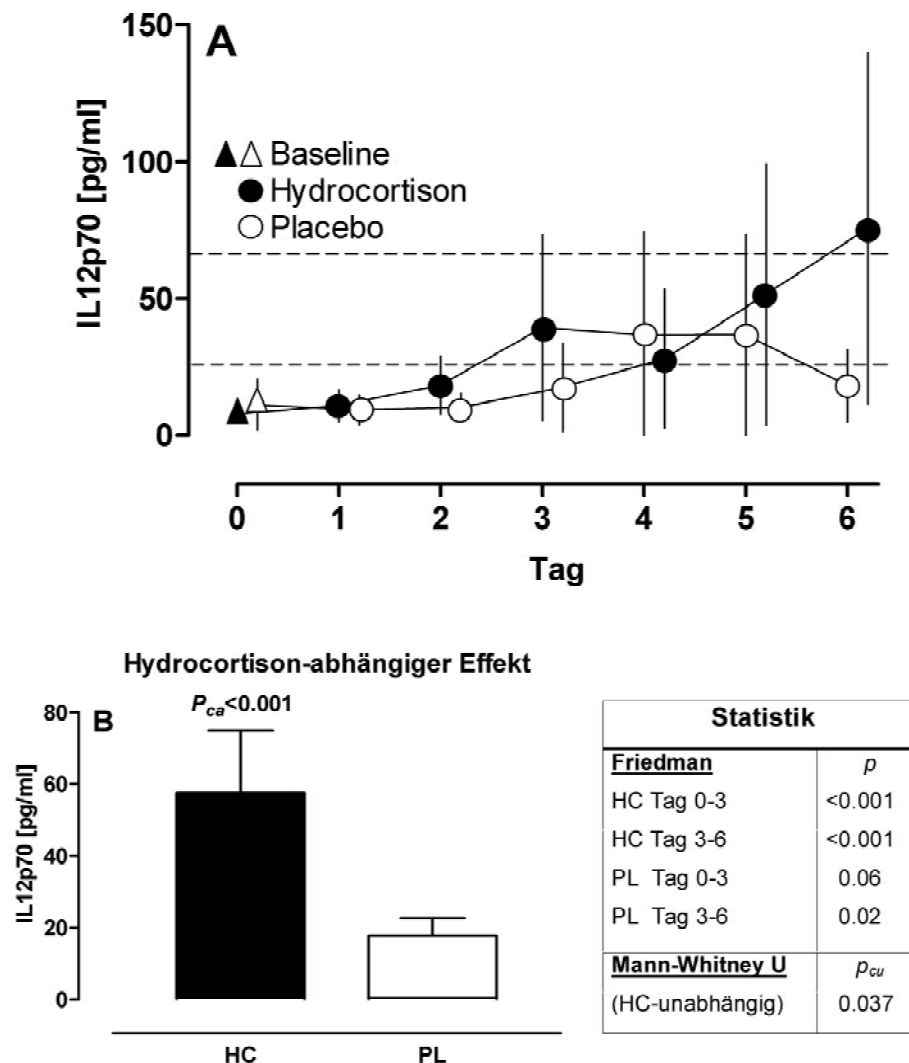 A
150
100
50
0
IL12p70 [pg/ml]
Baseline
Hydrocortison
Placebo
0 1 2 3 4 5 6
Tag
Hydrocortison-abhängiger Effekt
P_ca<0.001
B
80
60
40
20
0
IL12p70 [pg/ml]
HC PL
Statistik
Friedman p
HC Tag 0-3 <0.001
HC Tag 3-6 <0.001
PL Tag 0-3 0.06
PL Tag 3-6 0.02
Mann-Whitney U p_cu
(HC-unabhängig) 0.037